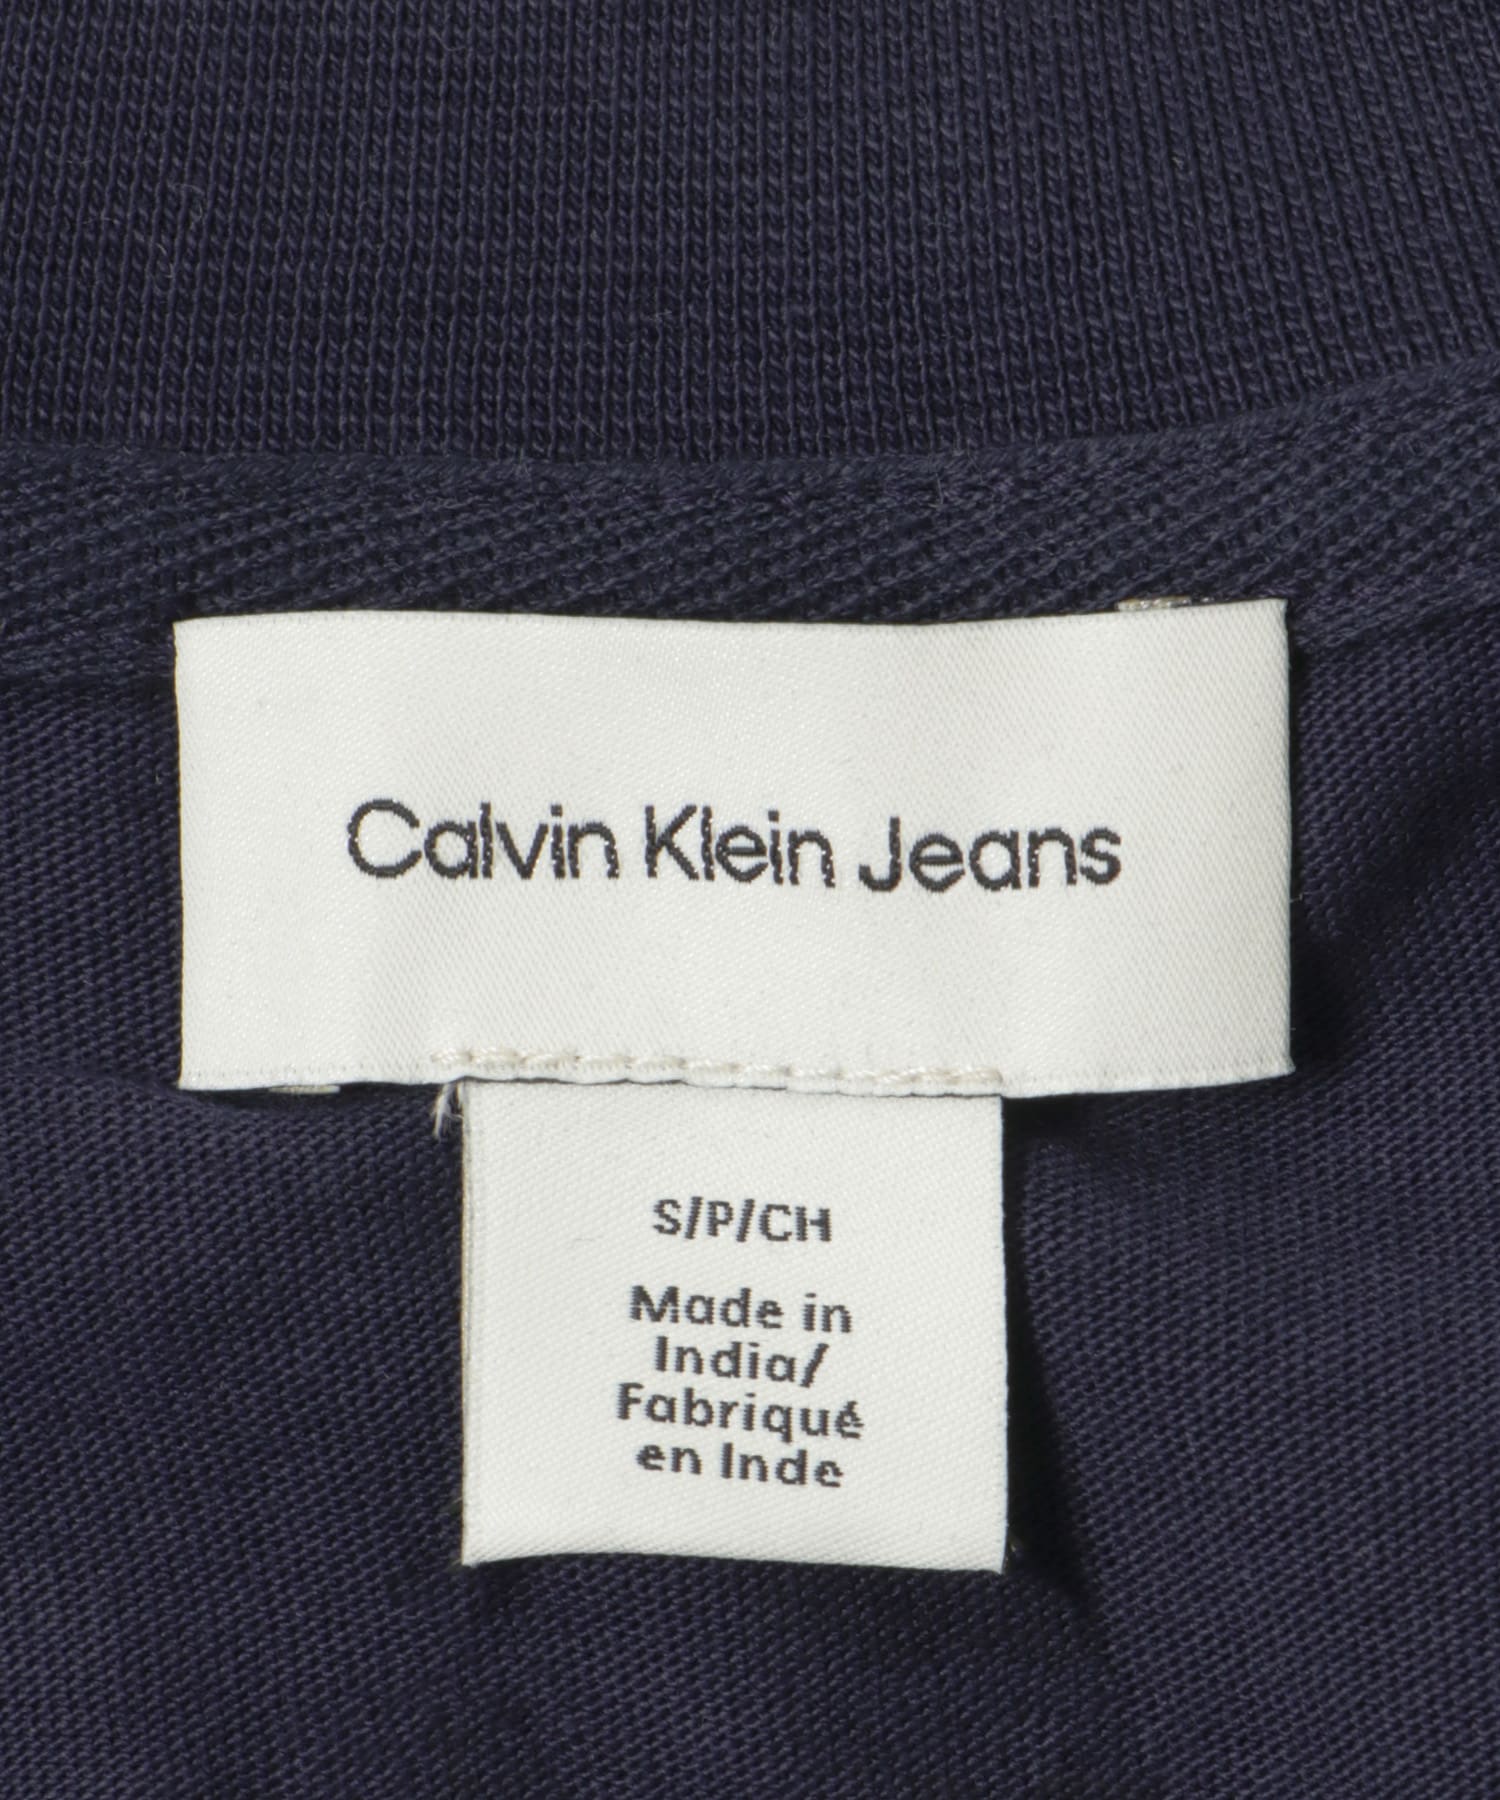 Calvin Klein Jeans
S/P/CH
Made in
India/
Fabriqué
en Inde